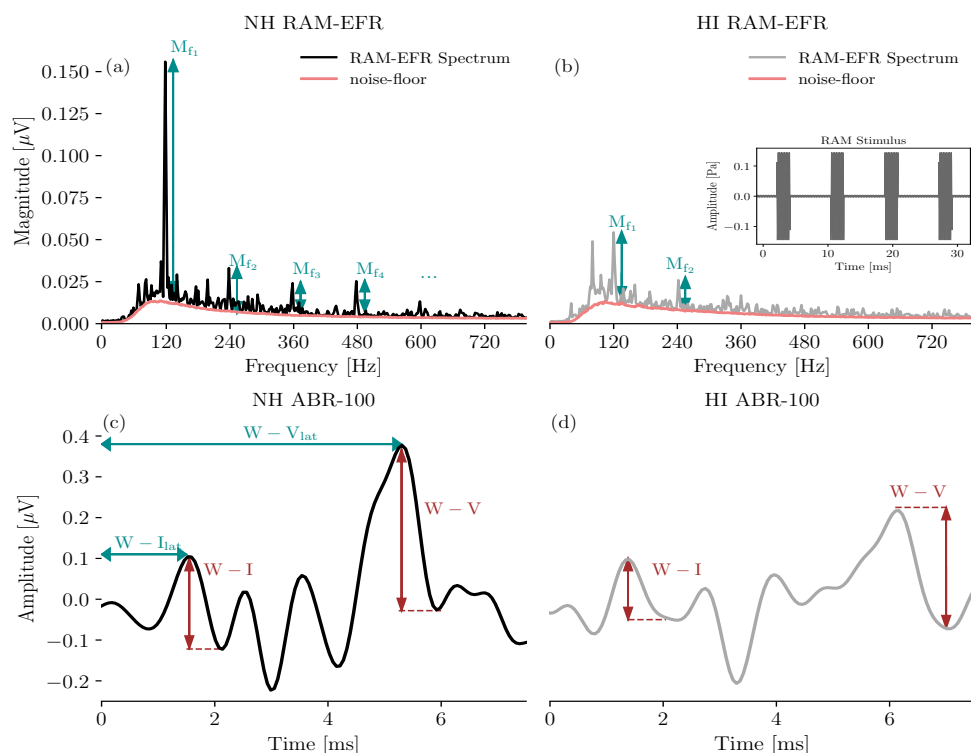 NH RAM-EFR
HI RAM-EFR
(a)
M_f1
RAM-EFR Spectrum
noise-floor
M_f2
M_f3
M_f4
...
0.150
0.125
0.100
0.075
0.050
0.025
0.000
Magnitude [μV]
0
120
240
360
480
600
720
Frequency [Hz]
(b)
RAM-EFR Spectrum
noise-floor
M_f1
M_f2
RAM Stimulus
0.1
0.0
−0.1
Amplitude [Pa]
0
10
20
30
Time [ms]
0
120
240
360
480
600
720
Frequency [Hz]
NH ABR-100
HI ABR-100
(c)
W − V_lat
W − V
W − I_lat
W − I
0.4
0.3
0.2
0.1
0.0
−0.1
−0.2
Amplitude [μV]
0
2
4
6
Time [ms]
(d)
W − V
W − I
0
2
4
6
Time [ms]